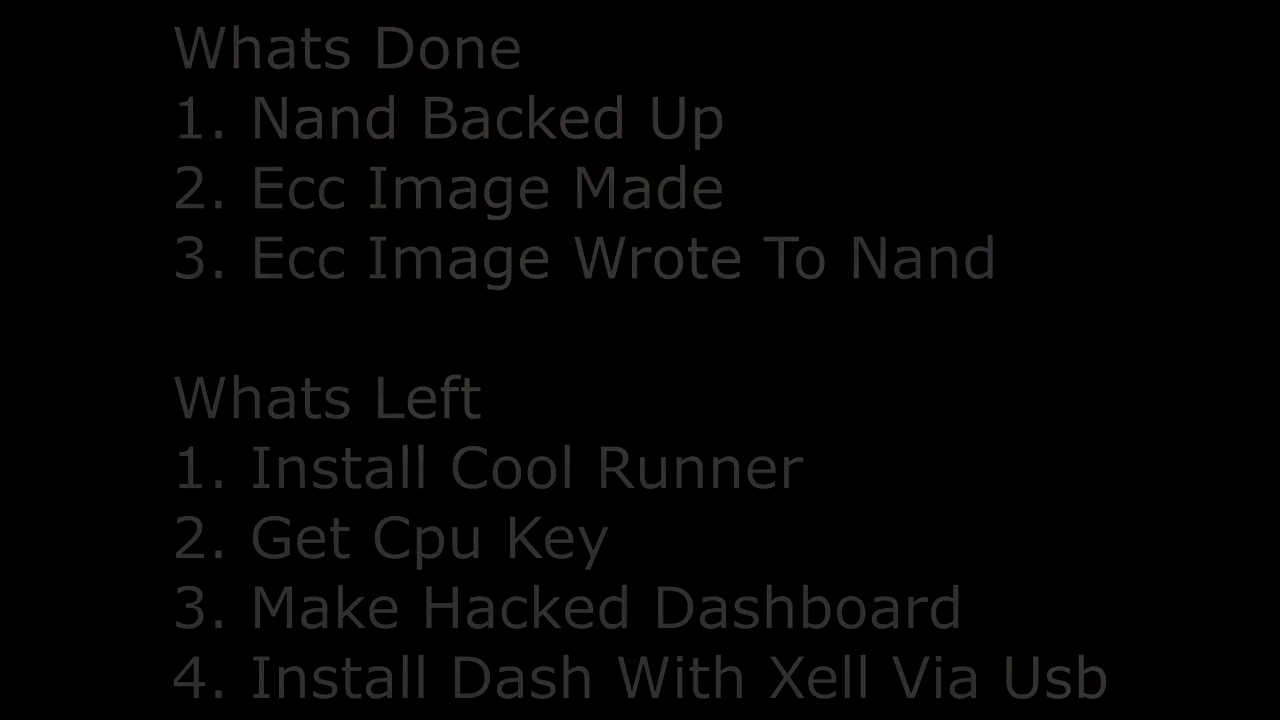 Whats Done
1. Nand Backed Up
2. Ecc Image Made
3. Ecc Image Wrote To Nand
Whats Left
1. Install Cool Runner
2. Get Cpu Key
3. Make Hacked Dashboard
4. Install Dash With Xell Via Usb